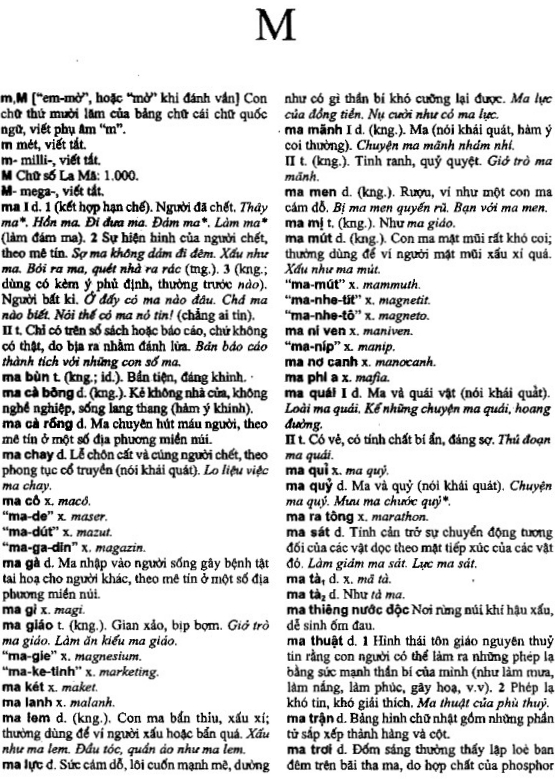 M
m,M ["em-mờ", hoặc "mờ" khi đánh vần] Con
chữ thứ mười lăm của bảng chữ cái chữ quốc
ngữ, viết phụ âm "m".
m mét, viết tắt.
m- milli-, viết tắt.
M Chữ số La Mã: 1.000.
M- mega-, viết tắt.
ma I d. 1 (kết hợp hạn chế). Người đã chết. Thây
ma*. Hồn ma. Đi đưa ma. Đám ma*. Làm ma*
(làm đám ma). 2 Sự hiện hình của người chết,
theo mê tín. Sợ ma không dám đi đêm. Xấu như
ma. Bói ra ma, quét nhà ra rác (tng.). 3 (kng.;
dùng có kèm ý phủ định, thường trước nào).
Người bất kì. Ở đấy có ma nào đâu. Chả ma
nào biết. Nói thế có ma nó tin! (chẳng ai tin).
II t. Chỉ có trên sổ sách hoặc báo cáo, chứ không
có thật, do bịa ra nhằm đánh lừa. Bản báo cáo
thành tích với những con số ma.
ma bùn t. (kng.; id.). Bần tiện, đáng khinh.
ma cà bông d. (kng.). Kẻ không nhà cửa, không
nghề nghiệp, sống lang thang (hàm ý khinh).
ma cà rồng d. Ma chuyên hút máu người, theo
mê tín ở một số địa phương miền núi.
ma chay d. Lễ chôn cất và cúng người chết, theo
phong tục cổ truyền (nói khái quát). Lo liệu việc
ma chay.
ma cô x. macô.
"ma-de" x. maser.
"ma-dút" x. mazut.
"ma-ga-din" x. magazin.
ma gà d. Ma nhập vào người sống gây bệnh tật
tai hoạ cho người khác, theo mê tín ở một số địa
phương miền núi.
ma gi x. magi.
ma giáo t. (kng.). Gian xảo, bịp bợm. Giở trò
ma giáo. Làm ăn kiểu ma giáo.
"ma-gie" x. magnesium.
"ma-ke-tinh" x. marketing.
ma két x. maket.
ma lanh x. malanh.
ma lem d. (kng.). Con ma bẩn thỉu, xấu xí;
thường dùng để ví người xấu hoặc bẩn quá. Xấu
như ma lem. Đầu tóc, quần áo như ma lem.
ma lực d. Sức cám dỗ, lôi cuốn mạnh mẽ, dường
như có gì thần bí khó cưỡng lại được. Ma lực
của đồng tiền. Nụ cười như có ma lực.
ma mãnh I d. (kng.). Ma (nói khái quát, hàm ý
coi thường). Chuyện ma mãnh nhảm nhí.
II t. (kng.). Tinh ranh, quỷ quyệt. Giở trò ma
mãnh.
ma men d. (kng.). Rượu, ví như một con ma
cám dỗ. Bị ma men quyến rũ. Bạn với ma men.
ma mị t. (kng.). Như ma giáo.
ma mút d. (kng.). Con ma mặt mũi rất khó coi;
thường dùng để ví người mặt mũi xấu xí quá.
Xấu như ma mút.
"ma-mút" x. mammuth.
"ma-nhe-tít" x. magnetit.
"ma-nhe-tô" x. magneto.
ma ni ven x. maniven.
"ma-níp" x. manip.
ma nơ canh x. manơcanh.
ma phi a x. mafia.
ma quái I d. Ma và quái vật (nói khái quát).
Loài ma quái. Kể những chuyện ma quái, hoang
đường.
II t. Có vẻ, có tính chất bí ẩn, đáng sợ. Thủ đoạn
ma quái.
ma quỉ x. ma quỷ.
ma quỷ d. Ma và quỷ (nói khái quát). Chuyện
ma quỷ. Mưu ma chước quỷ*.
ma ra tông x. marathon.
ma sát d. Tính cản trở sự chuyển động tương
đối của các vật dọc theo mặt tiếp xúc của các vật
đó. Làm giảm ma sát. Lực ma sát.
ma tà₁ d. x. mã tà.
ma tà₂ d. Như tà ma.
ma thiêng nước độc Nơi rừng núi khí hậu xấu,
dễ sinh ốm đau.
ma thuật d. 1 Hình thái tôn giáo nguyên thuỷ
tin rằng con người có thể làm ra những phép lạ
bằng sức mạnh thần bí của mình (như làm mưa,
làm nắng, làm phúc, gây hoạ, v.v). 2 Phép lạ
khó tin, khó giải thích. Ma thuật của phù thuỷ.
ma trận d. Bảng hình chữ nhật gồm những phần
tử sắp xếp thành hàng và cột.
ma trơi d. Đốm sáng thường thấy lập loè ban
đêm trên bãi tha ma, do hợp chất của phosphor